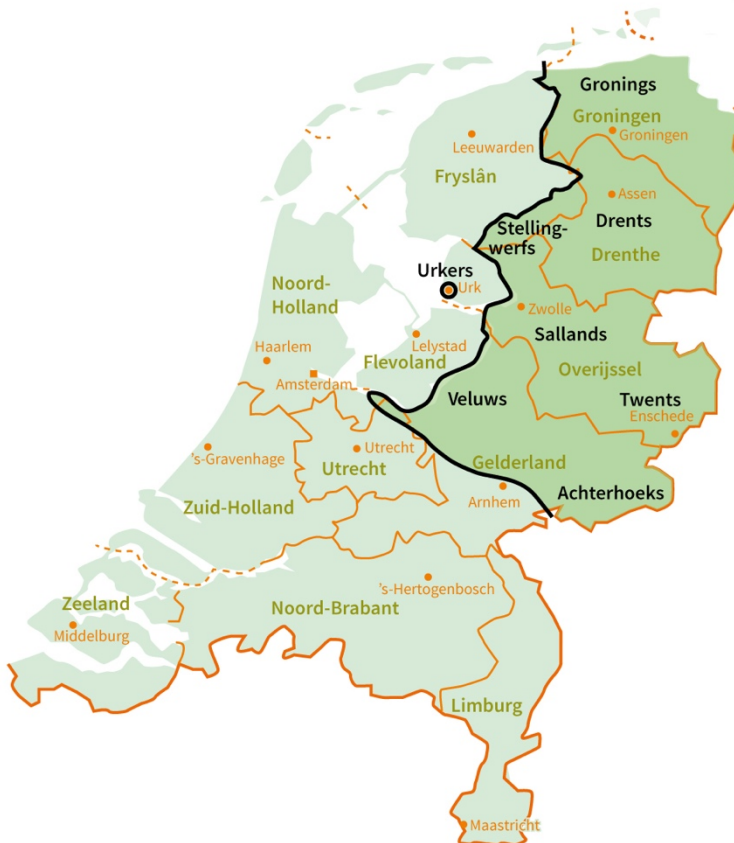 Gronings
Groningen
Groningen
Leeuwarden
Fryslân
Assen
Drents
Stelling-
werfs
Drenthe
Urkers
Urk
Noord-
Holland
Zwolle
Sallands
Haarlem
Lelystad
Flevoland
Overijssel
Amsterdam
Veluws
Twents
Enschede
's-Gravenhage
Utrecht
Utrecht
Gelderland
Arnhem
Achterhoeks
Zuid-Holland
's-Hertogenbosch
Zeeland
Noord-Brabant
Middelburg
Limburg
Maastricht